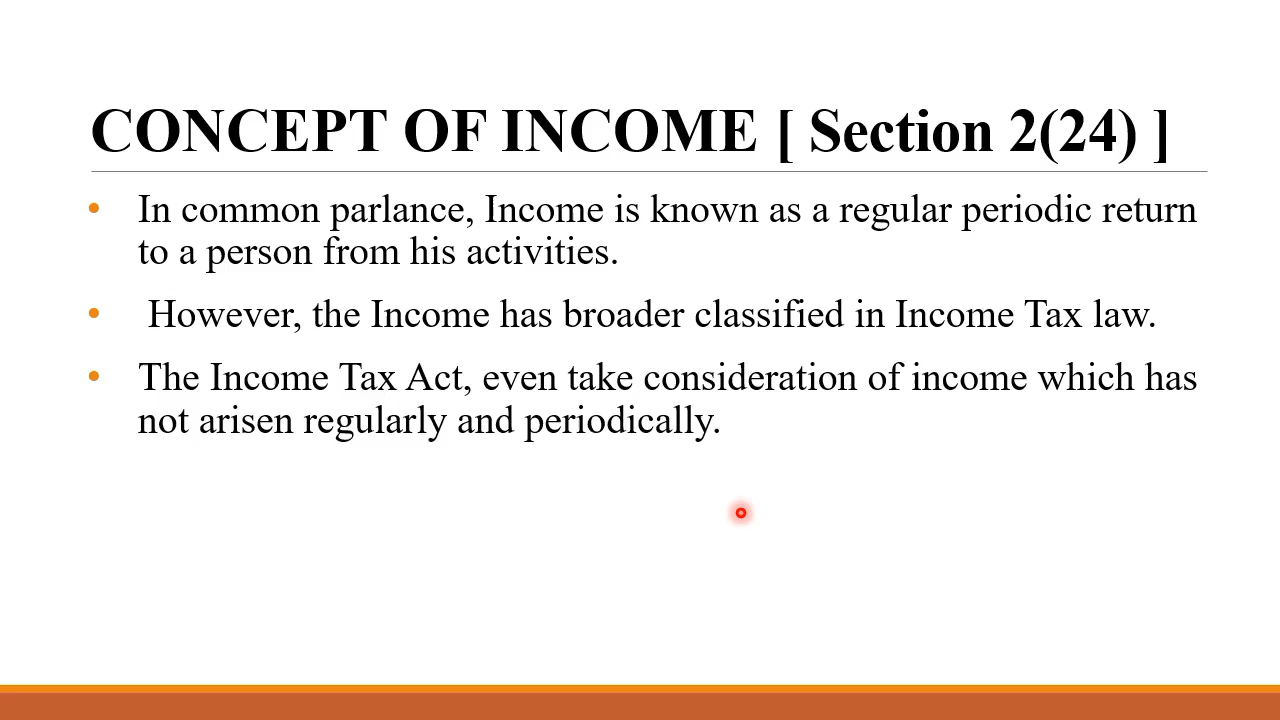 CONCEPT OF INCOME [ Section 2(24) ]
• In common parlance, Income is known as a regular periodic return
to a person from his activities.
• However, the Income has broader classified in Income Tax law.
• The Income Tax Act, even take consideration of income which has
not arisen regularly and periodically.